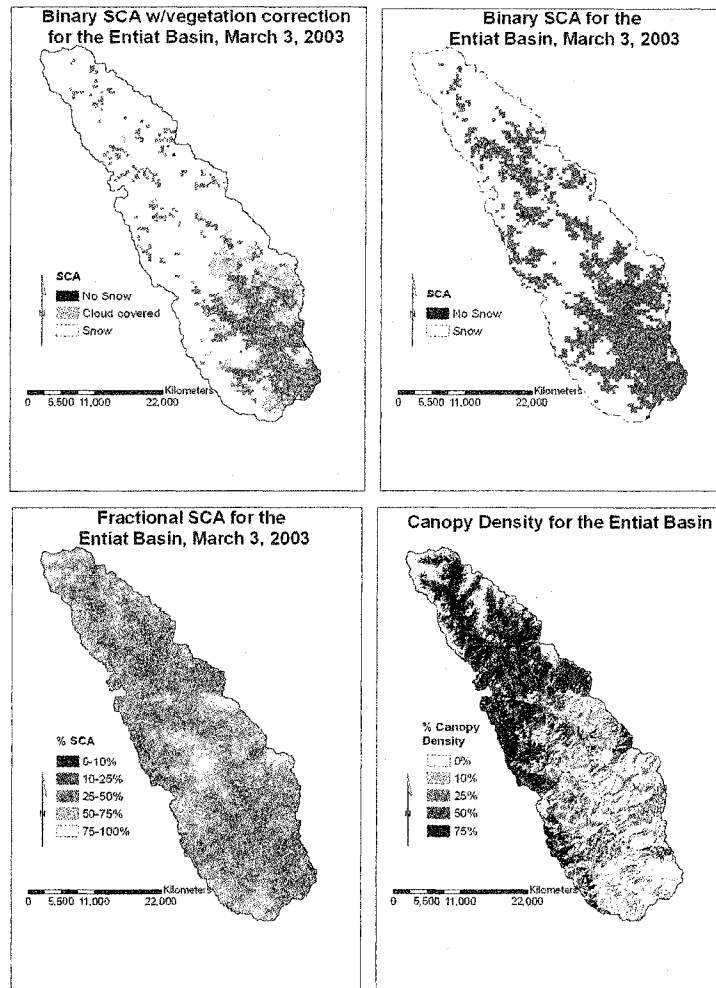 Binary SCA w/vegetation correction
for the Entiat Basin, March 3, 2003
SCA
No Snow
Cloud covered
Snow
N
Kilometers
0 5,500 11,000 22,000
Binary SCA for the
Entiat Basin, March 3, 2003
SCA
No Snow
Snow
N
Kilometers
0 5,500 11,000 22,000
Fractional SCA for the
Entiat Basin, March 3, 2003
% SCA
0-10%
10-25%
25-50%
50-75%
75-100%
N
Kilometers
0 5,500 11,000 22,000
Canopy Density for the Entiat Basin
% Canopy
Density
0%
10%
25%
50%
75%
N
Kilometers
0 5,500 11,000 22,000